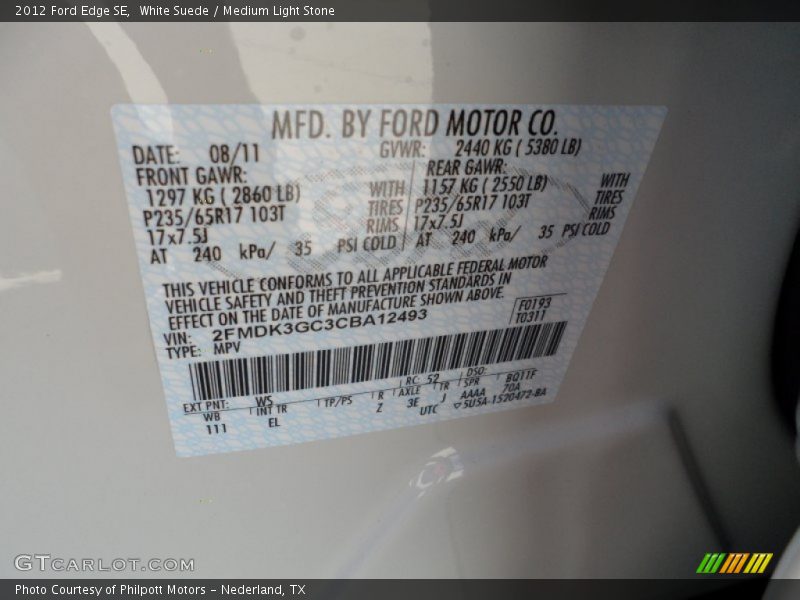 2012 Ford Edge SE,  White Suede / Medium Light Stone
MFD. BY FORD MOTOR CO.
DATE: 08/11 GVWR: 2440 KG ( 5380 LB)
FRONT GAWR: REAR GAWR:
1297 KG ( 2860 LB) WITH 1157 KG ( 2550 LB) WITH
P235/65R17 103T TIRES P235/65R17 103T TIRES
17x7.5J RIMS 17x7.5J RIMS
AT 240 kPa/ 35 PSI COLD AT 240 kPa/ 35 PSI COLD
THIS VEHICLE CONFORMS TO ALL APPLICABLE FEDERAL MOTOR
VEHICLE SAFETY AND THEFT PREVENTION STANDARDS IN
EFFECT ON THE DATE OF MANUFACTURE SHOWN ABOVE.
VIN: 2FMDK3GC3CBA12493 F0193
TYPE: MPV T0311
EXT PNT: WS RC: 52 DSO: BQ11F
WB INT TR TP/PS R AXLE TR SPR
111 EL Z 3E J AAAA 70A
UTC ▽5U5A-1520472-BA
GTCARLOT.COM
Photo Courtesy of Philpott Motors – Nederland, TX